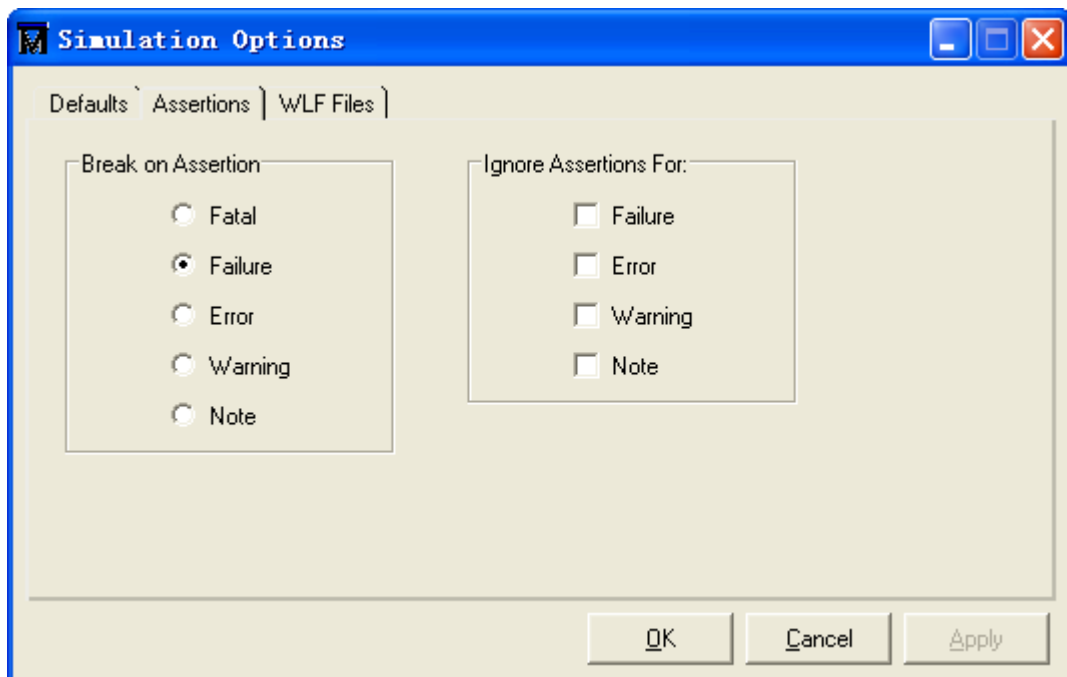 Simulation Options
Defaults
Assertions
WLF Files
Break on Assertion
Fatal
Failure
Error
Warning
Note
Ignore Assertions For:
Failure
Error
Warning
Note
OK
Cancel
Apply